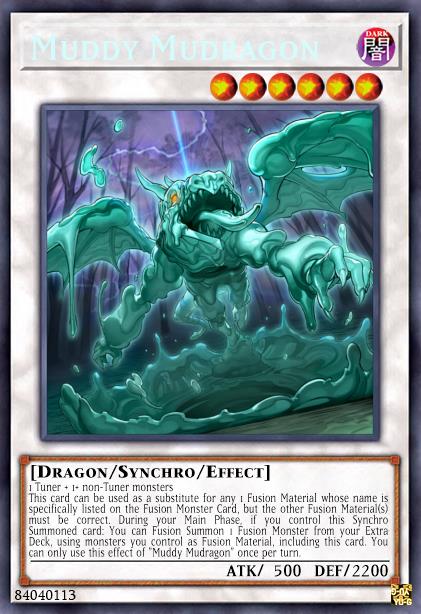 Muddy Mudragon
DARK
闇
[Dragon/Synchro/Effect]
1 Tuner + 1+ non-Tuner monsters
This card can be used as a substitute for any 1 Fusion Material whose name is
specifically listed on the Fusion Monster Card, but the other Fusion Material(s)
must be correct. During your Main Phase, if you control this Synchro
Summoned card: You can Fusion Summon 1 Fusion Monster from your Extra
Deck, using monsters you control as Fusion Material, including this card. You
can only use this effect of "Muddy Mudragon" once per turn.
ATK/ 500 DEF/2200
84040113